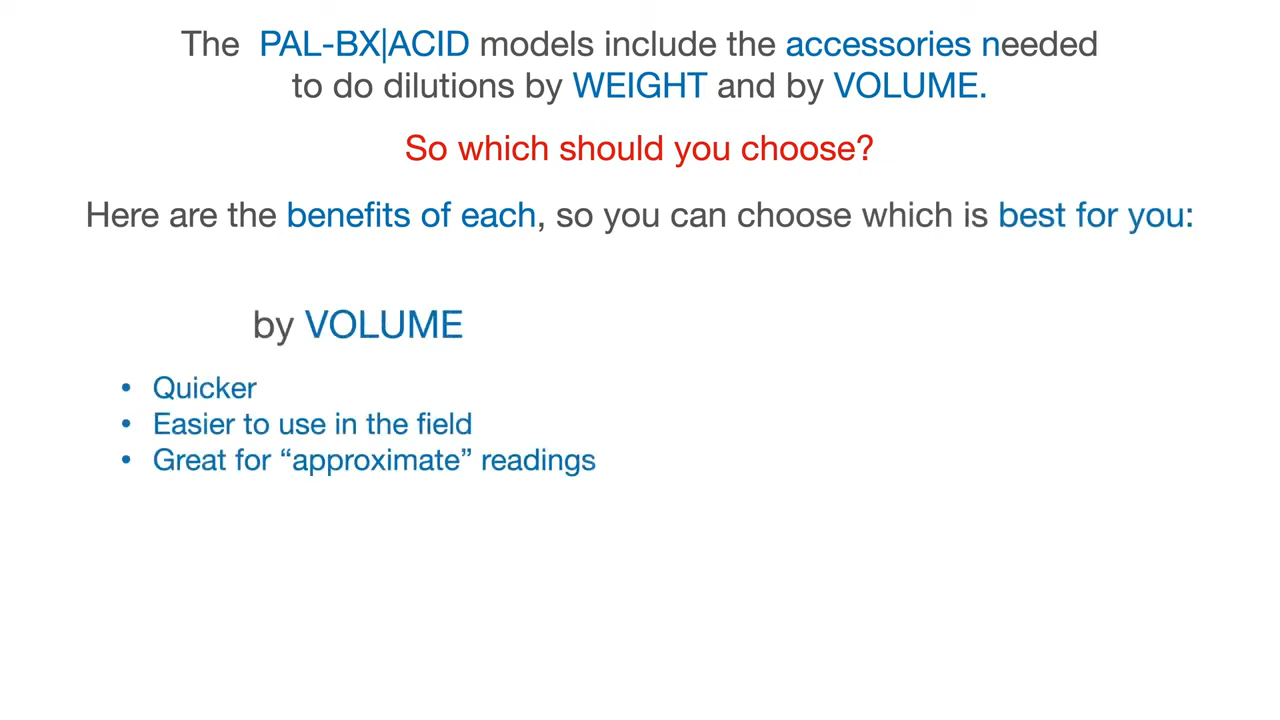 The PAL-BX|ACID models include the accessories needed
to do dilutions by WEIGHT and by VOLUME.
So which should you choose?
Here are the benefits of each, so you can choose which is best for you:
by VOLUME
• Quicker
• Easier to use in the field
• Great for “approximate” readings